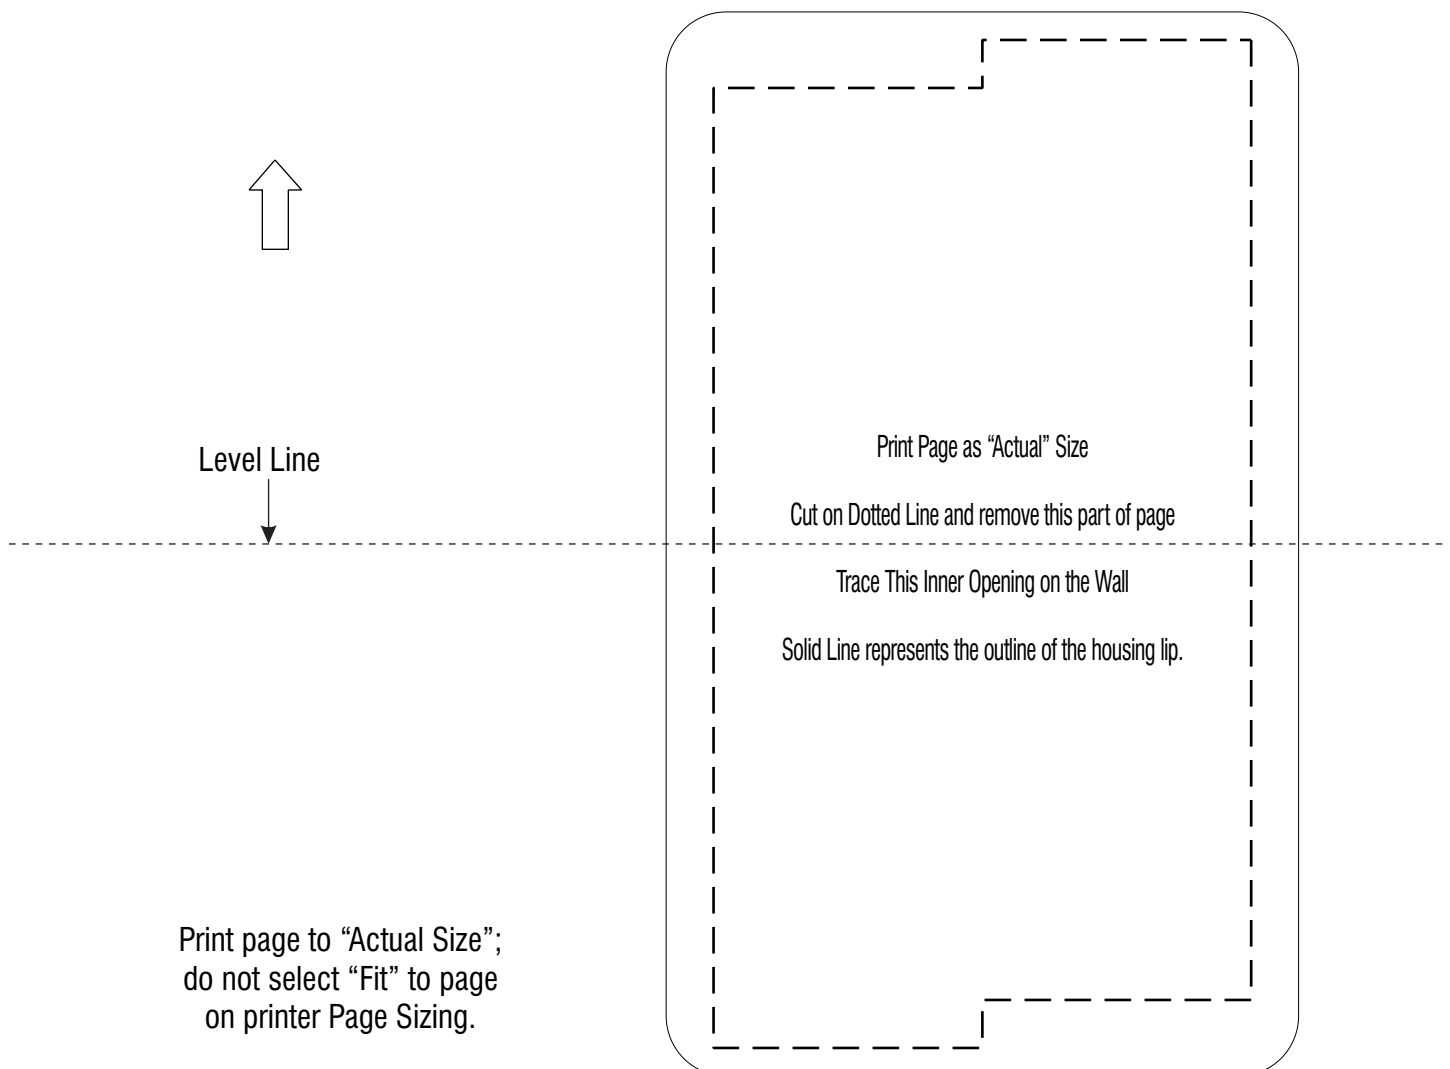 Level Line
Print Page as “Actual” Size
Cut on Dotted Line and remove this part of page
Trace This Inner Opening on the Wall
Solid Line represents the outline of the housing lip.
Print page to “Actual Size”;
do not select “Fit” to page
on printer Page Sizing.